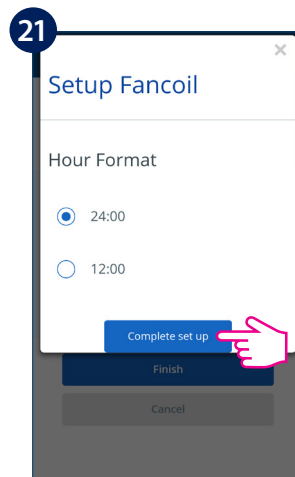 21
×
Setup Fancoil
Hour Format
24:00
12:00
Complete set up
Finish
Cancel